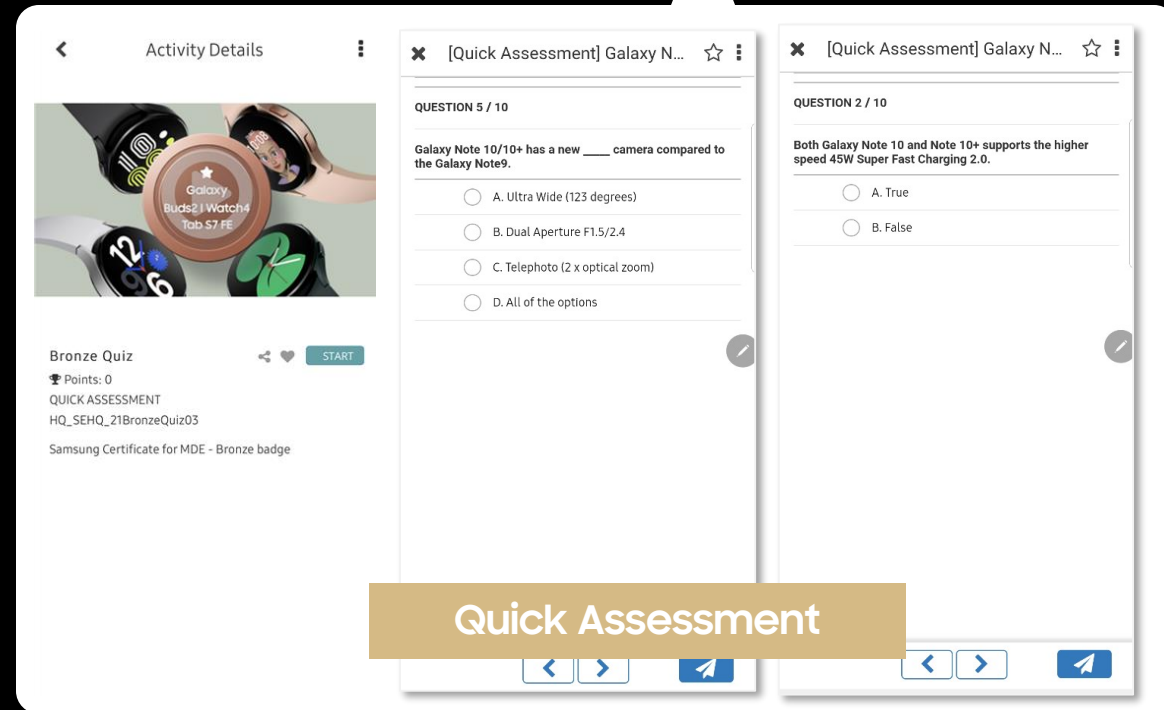 Activity Details
Galaxy
Buds2 | Watch4
Tab S7 FE
Bronze Quiz
START
Points: 0
QUICK ASSESSMENT
HQ_SEHQ_21BronzeQuiz03
Samsung Certificate for MDE - Bronze badge
[Quick Assessment] Galaxy N...
QUESTION 5 / 10
Galaxy Note 10/10+ has a new ____ camera compared to
the Galaxy Note9.
A. Ultra Wide (123 degrees)
B. Dual Aperture F1.5/2.4
C. Telephoto (2 x optical zoom)
D. All of the options
[Quick Assessment] Galaxy N...
QUESTION 2 / 10
Both Galaxy Note 10 and Note 10+ supports the higher
speed 45W Super Fast Charging 2.0.
A. True
B. False
Quick Assessment